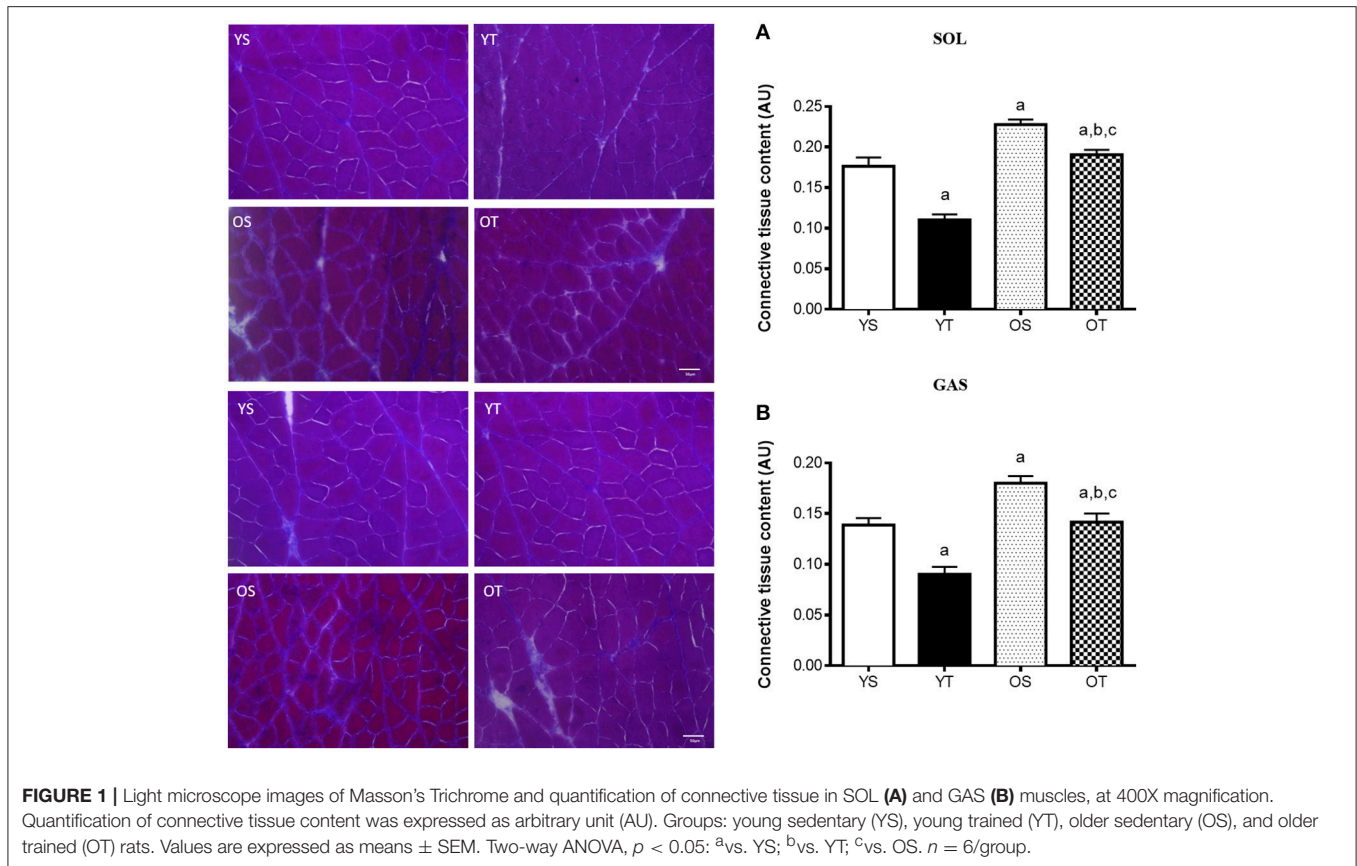 YS
YT
OS
OT
YS
YT
OS
OT
A
SOL
Connective tissue content (AU)
0.25
0.20
0.15
0.10
0.05
0.00
a
a
a,b,c
YS
YT
OS
OT
B
GAS
Connective tissue content (AU)
0.20
0.15
0.10
0.05
0.00
a
a
a,b,c
YS
YT
OS
OT
FIGURE 1 | Light microscope images of Masson's Trichrome and quantification of connective tissue in SOL (A) and GAS (B) muscles, at 400X magnification.
Quantification of connective tissue content was expressed as arbitrary unit (AU). Groups: young sedentary (YS), young trained (YT), older sedentary (OS), and older
trained (OT) rats. Values are expressed as means ± SEM. Two-way ANOVA, p < 0.05: ᵃvs. YS; ᵇvs. YT; ᶜvs. OS. n = 6/group.